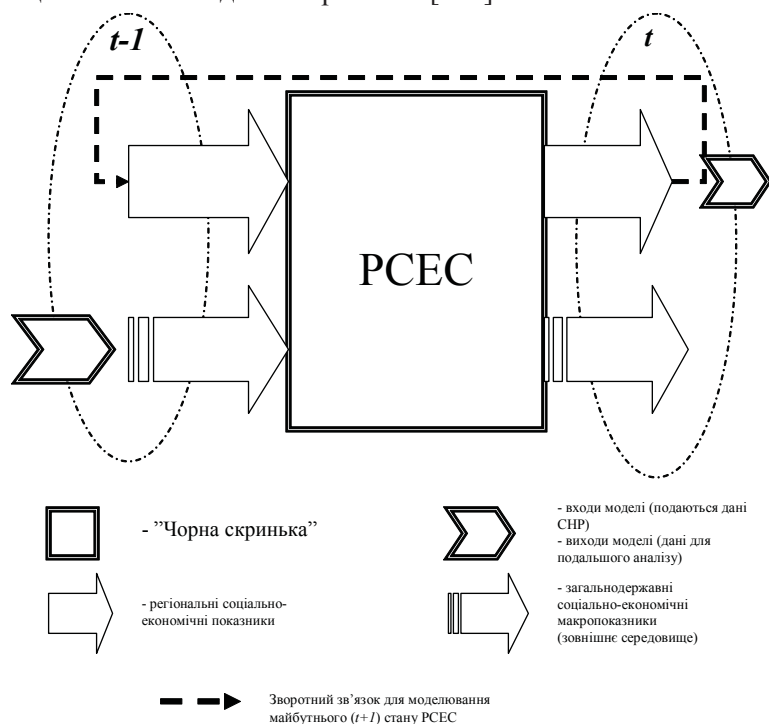 t-1
t
РСЕС
- ”Чорна скринька”
- входи моделі (подаються дані
СНР)
- виходи моделі (дані для
подальшого аналізу)
- регіональні соціально-
економічні показники
- загальнодержавні
соціально-економічні
макропоказники
(зовнішнє середовище)
Зворотний зв’язок для моделювання
майбутнього (t+1) стану РСЕС